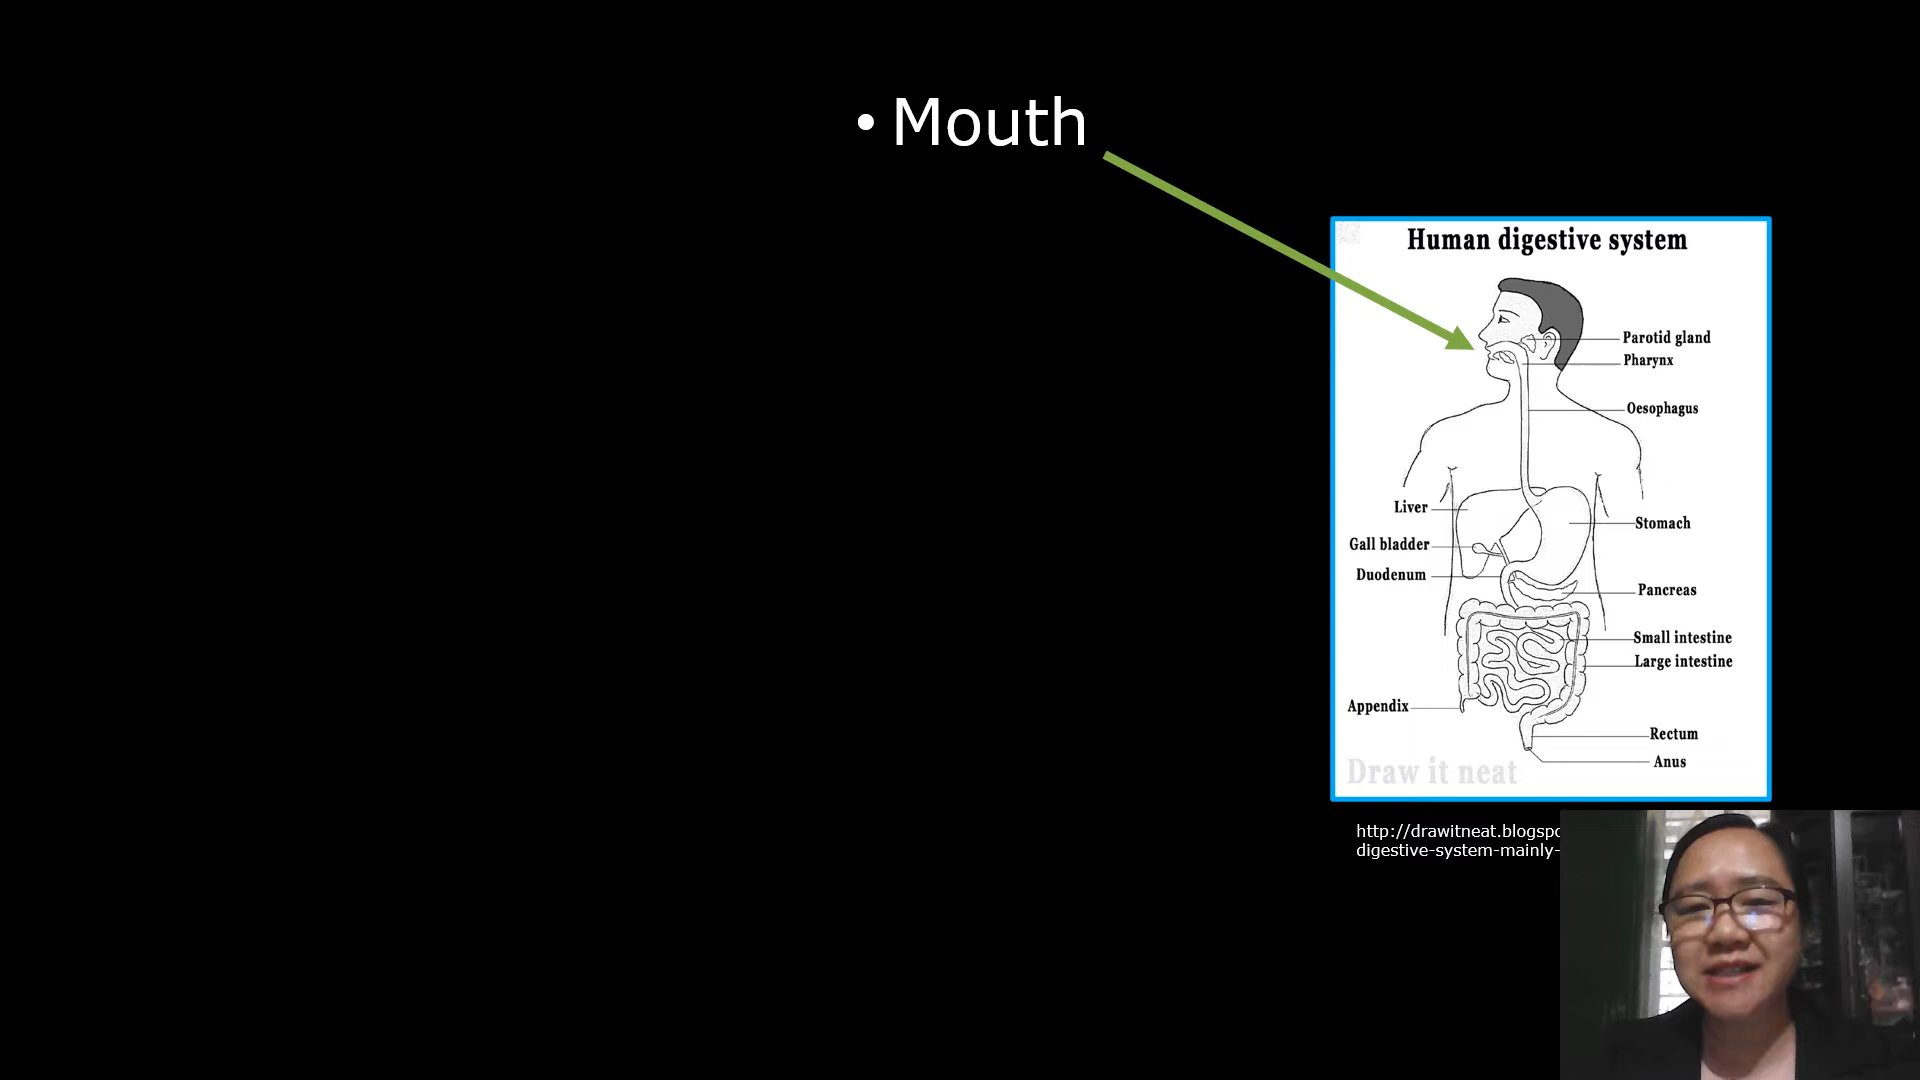 • Mouth
Human digestive system
Parotid gland
Pharynx
Oesophagus
Liver
Stomach
Gall bladder
Duodenum
Pancreas
Small intestine
Large intestine
Appendix
Rectum
Anus
Draw it neat
http://drawitneat.blogspo
digestive-system-mainly-